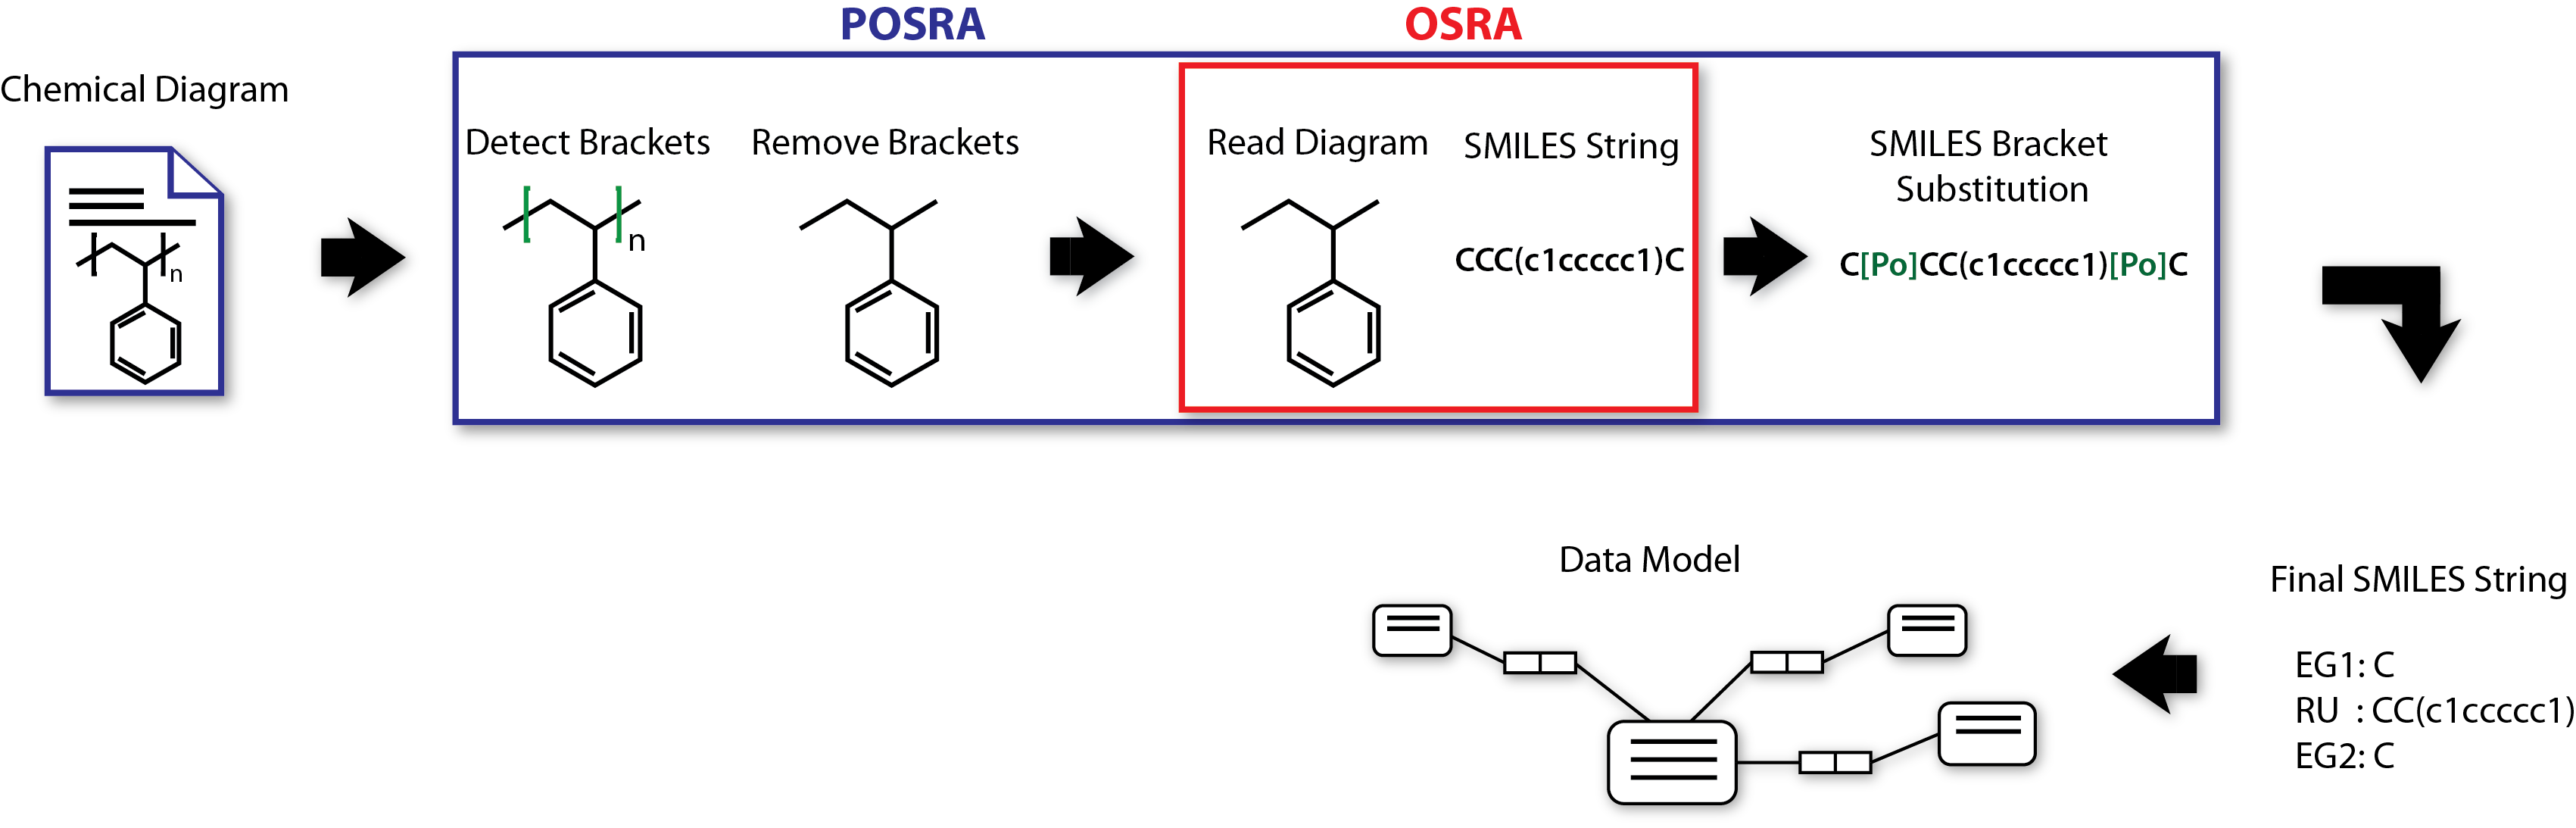 POSRA
OSRA
Chemical Diagram
n
Detect Brackets
n
Remove Brackets
Read Diagram
SMILES String
CCC(c1ccccc1)C
SMILES Bracket
Substitution
C[Po]CC(c1ccccc1)[Po]C
Final SMILES String
EG1: C
RU : CC(c1ccccc1)
EG2: C
Data Model